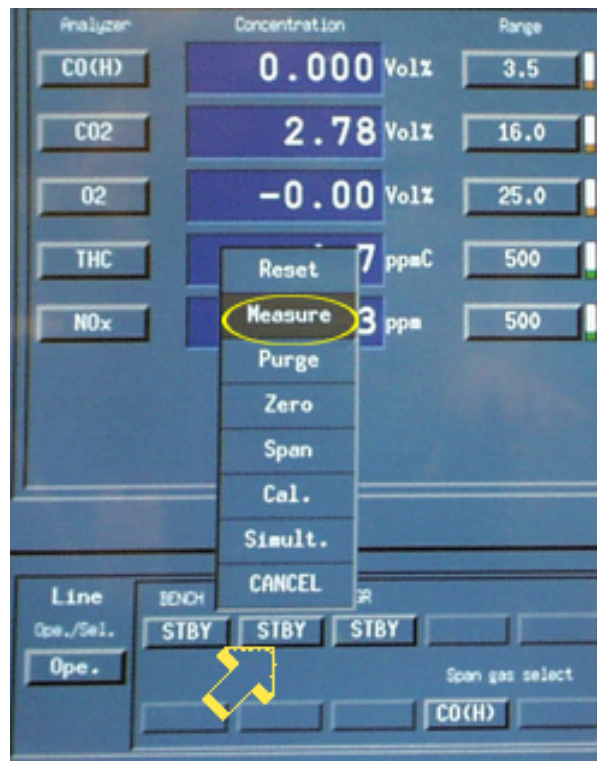 Analyzer Concentration Range
CO(H) 0.000 Vol% 3.5
CO2 2.78 Vol% 16.0
O2 -0.00 Vol% 25.0
THC 7 ppmC 500
NOx 3 ppm 500
Reset
Measure
Purge
Zero
Span
Cal.
Simult.
CANCEL
Line BENCH
Ope./Sel. STBY STBY STBY
Ope.
Span gas select
CO(H)